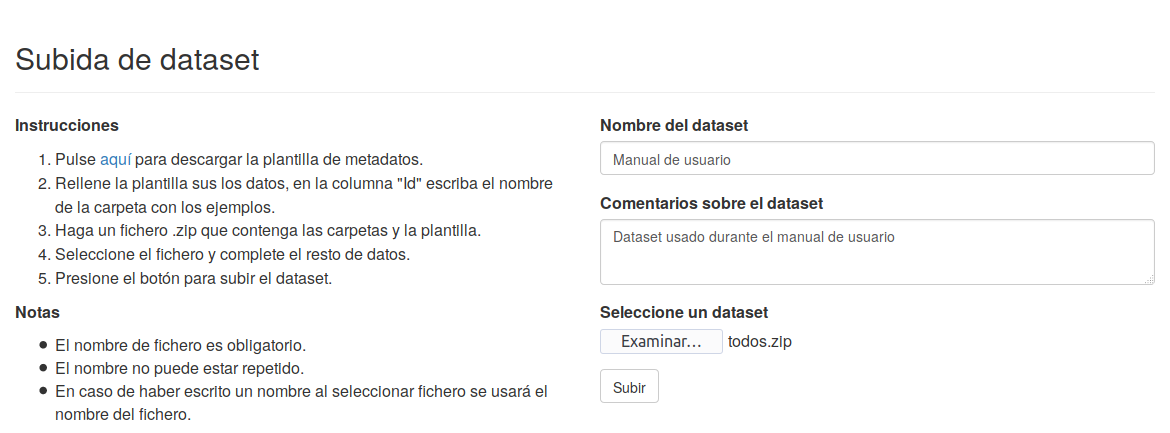 Subida de dataset
Instrucciones
1. Pulse aquí para descargar la plantilla de metadatos.
2. Rellene la plantilla sus los datos, en la columna "Id" escriba el nombre
de la carpeta con los ejemplos.
3. Haga un fichero .zip que contenga las carpetas y la plantilla.
4. Seleccione el fichero y complete el resto de datos.
5. Presione el botón para subir el dataset.
Notas
● El nombre de fichero es obligatorio.
● El nombre no puede estar repetido.
● En caso de haber escrito un nombre al seleccionar fichero se usará el
nombre del fichero.
Nombre del dataset
Manual de usuario
Comentarios sobre el dataset
Dataset usado durante el manual de usuario
Seleccione un dataset
Examinar... todos.zip
Subir